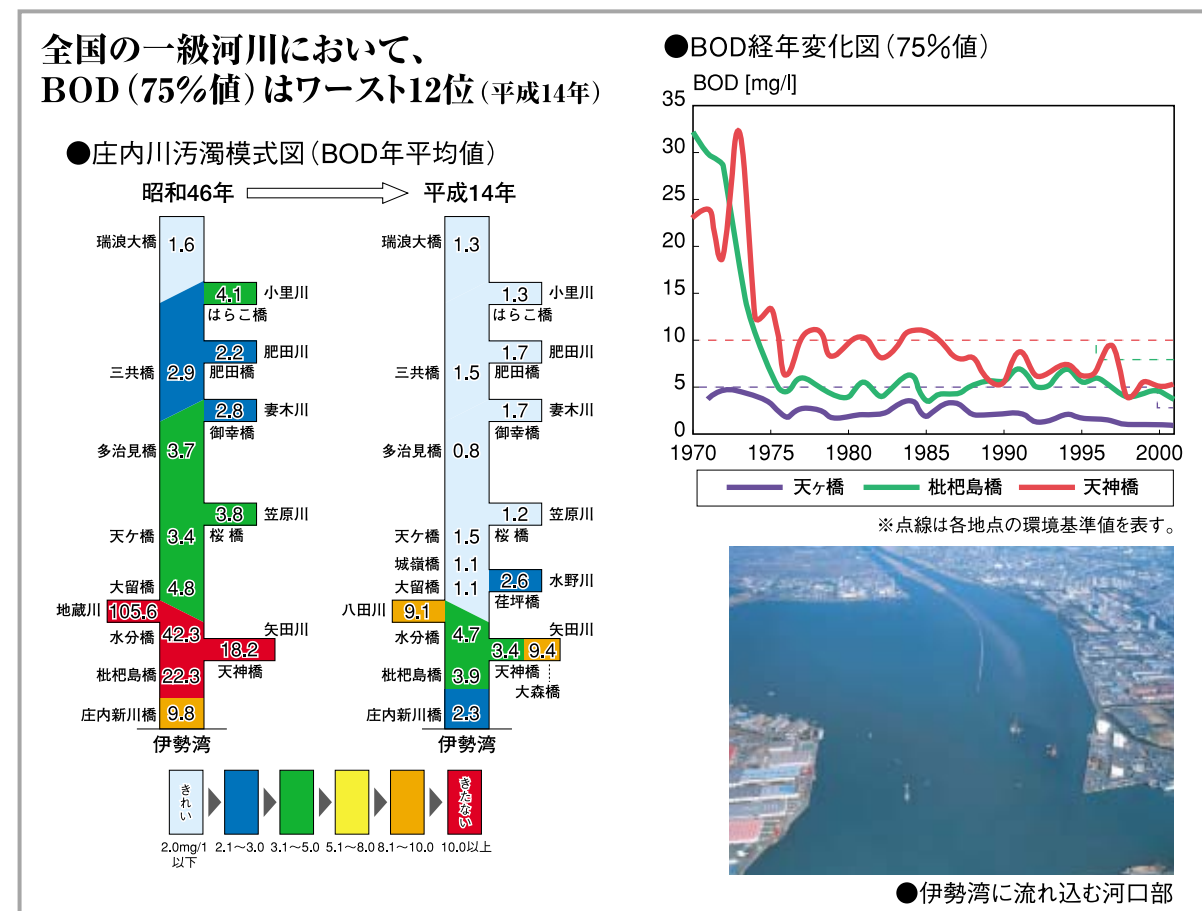 全国の一級河川において、
BOD(75%値)はワースト12位(平成14年)
●庄内川汚濁模式図(BOD年平均値)
昭和46年
平成14年
瑞浪大橋 1.6
4.1 小里川
はらこ橋
2.2 肥田川
肥田橋
三共橋 2.9
2.8 妻木川
御幸橋
多治見橋 3.7
3.8 笠原川
桜橋
天ケ橋 3.4
大留橋 4.8
地蔵川 105.6
水分橋 42.3
矢田川
18.2
天神橋
枇杷島橋 22.3
庄内新川橋 9.8
伊勢湾
瑞浪大橋 1.3
1.3 小里川
はらこ橋
1.7 肥田川
肥田橋
三共橋 1.5
1.7 妻木川
御幸橋
多治見橋 0.8
1.2 笠原川
桜橋
天ケ橋 1.5
城嶺橋 1.1
大留橋 1.1
2.6 水野川
荏坪橋
八田川 9.1
水分橋 4.7
矢田川
3.4 9.4
天神橋
大森橋
枇杷島橋 3.9
庄内新川橋 2.3
伊勢湾
きれい
きたない
2.0mg/1
以下
2.1〜3.0
3.1〜5.0
5.1〜8.0
8.1〜10.0
10.0以上
●BOD経年変化図(75%値)
BOD [mg/l]
35
30
25
20
15
10
5
0
1970 1975 1980 1985 1990 1995 2000
天ヶ橋 枇杷島橋 天神橋
※点線は各地点の環境基準値を表す。
●伊勢湾に流れ込む河口部